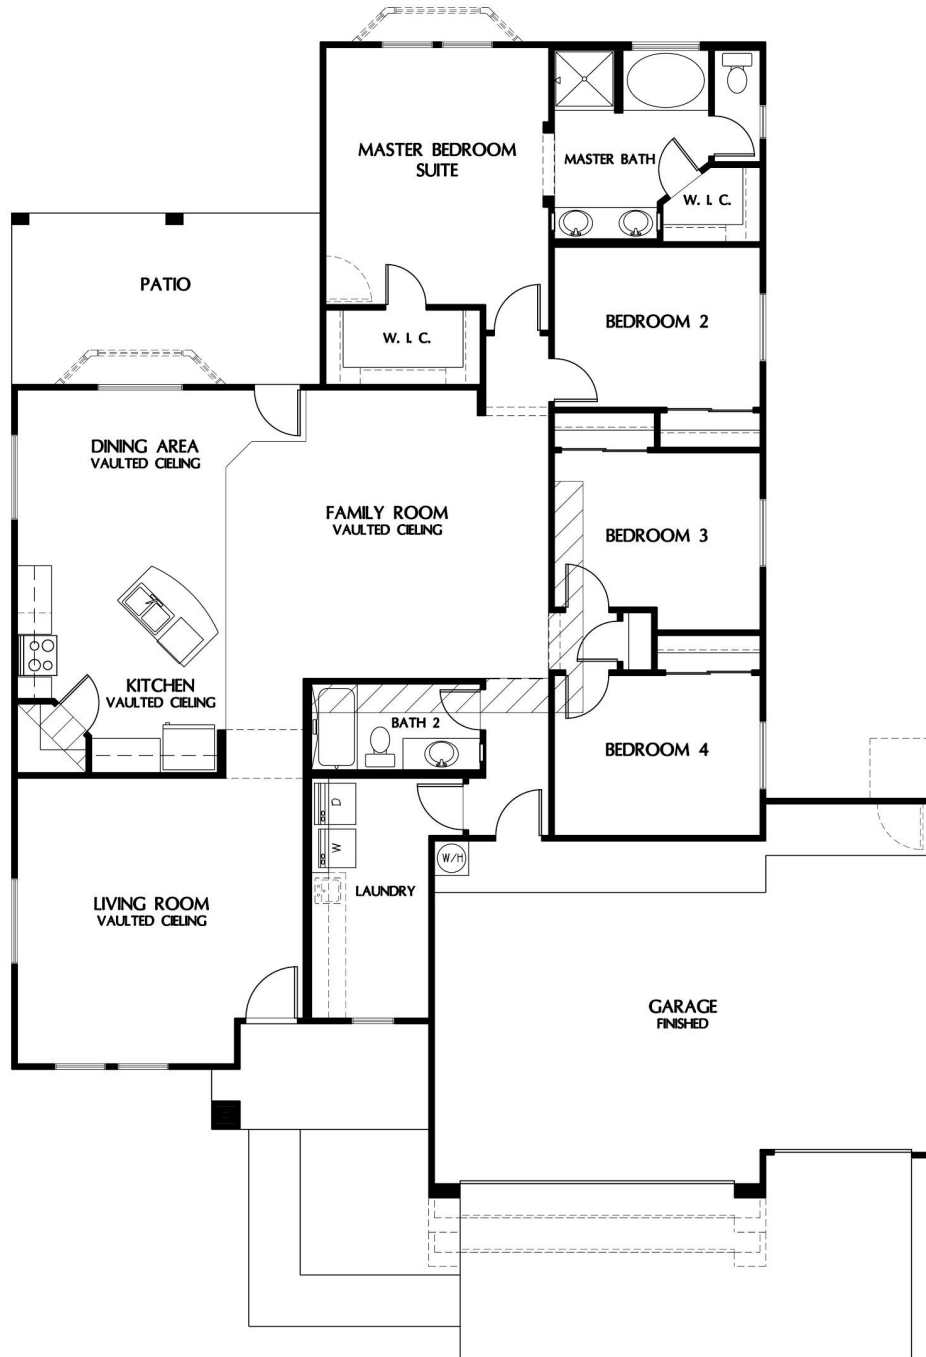 MASTER BEDROOM
SUITE
MASTER BATH
W. I. C.
PATIO
BEDROOM 2
W. I. C.
DINING AREA
VAULTED CIELING
FAMILY ROOM
VAULTED CIELING
BEDROOM 3
KITCHEN
VAULTED CIELING
BATH 2
BEDROOM 4
D
W
W/H
LAUNDRY
LIVING ROOM
VAULTED CIELING
GARAGE
FINISHED